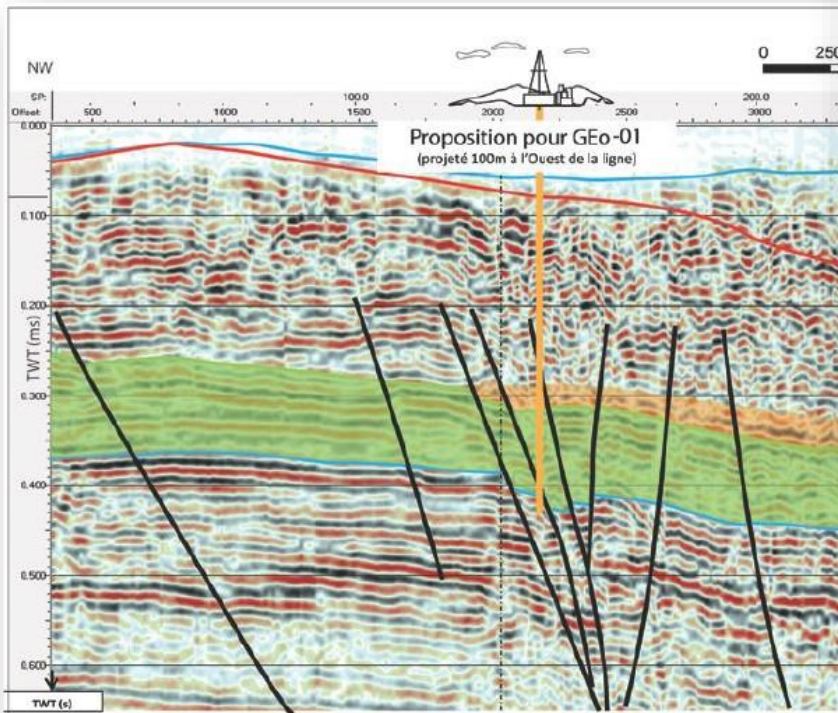 NW
0 250
SP: 100.0 200.0
Offset: 500 1000 1500 2000 2500 3000
Proposition pour GEo-01
(projeté 100m à l'Ouest de la ligne)
0.000
0.100
0.200
0.300
0.400
0.500
0.600
TWT (ms)
TWT (s)